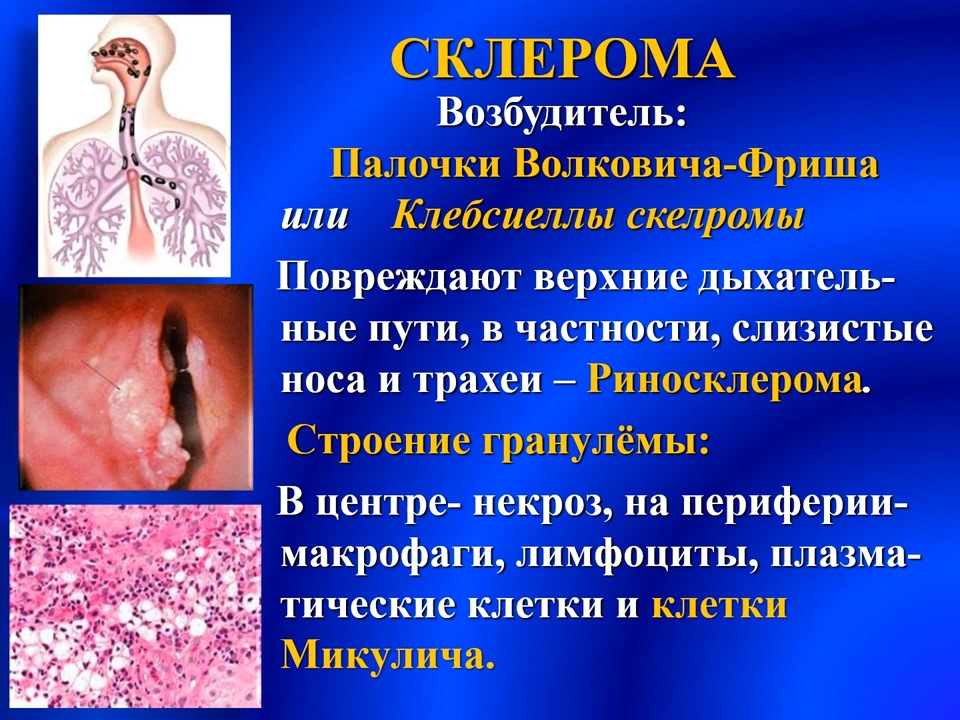 СКЛЕРОМА
Возбудитель:
Палочки Волковича-Фриша
или Клебсиеллы скелромы
Повреждают верхние дыхатель-
ные пути, в частности, слизистые
носа и трахеи – Риносклерома.
Строение гранулёмы:
В центре- некроз, на периферии-
макрофаги, лимфоциты, плазма-
тические клетки и клетки
Микулича.